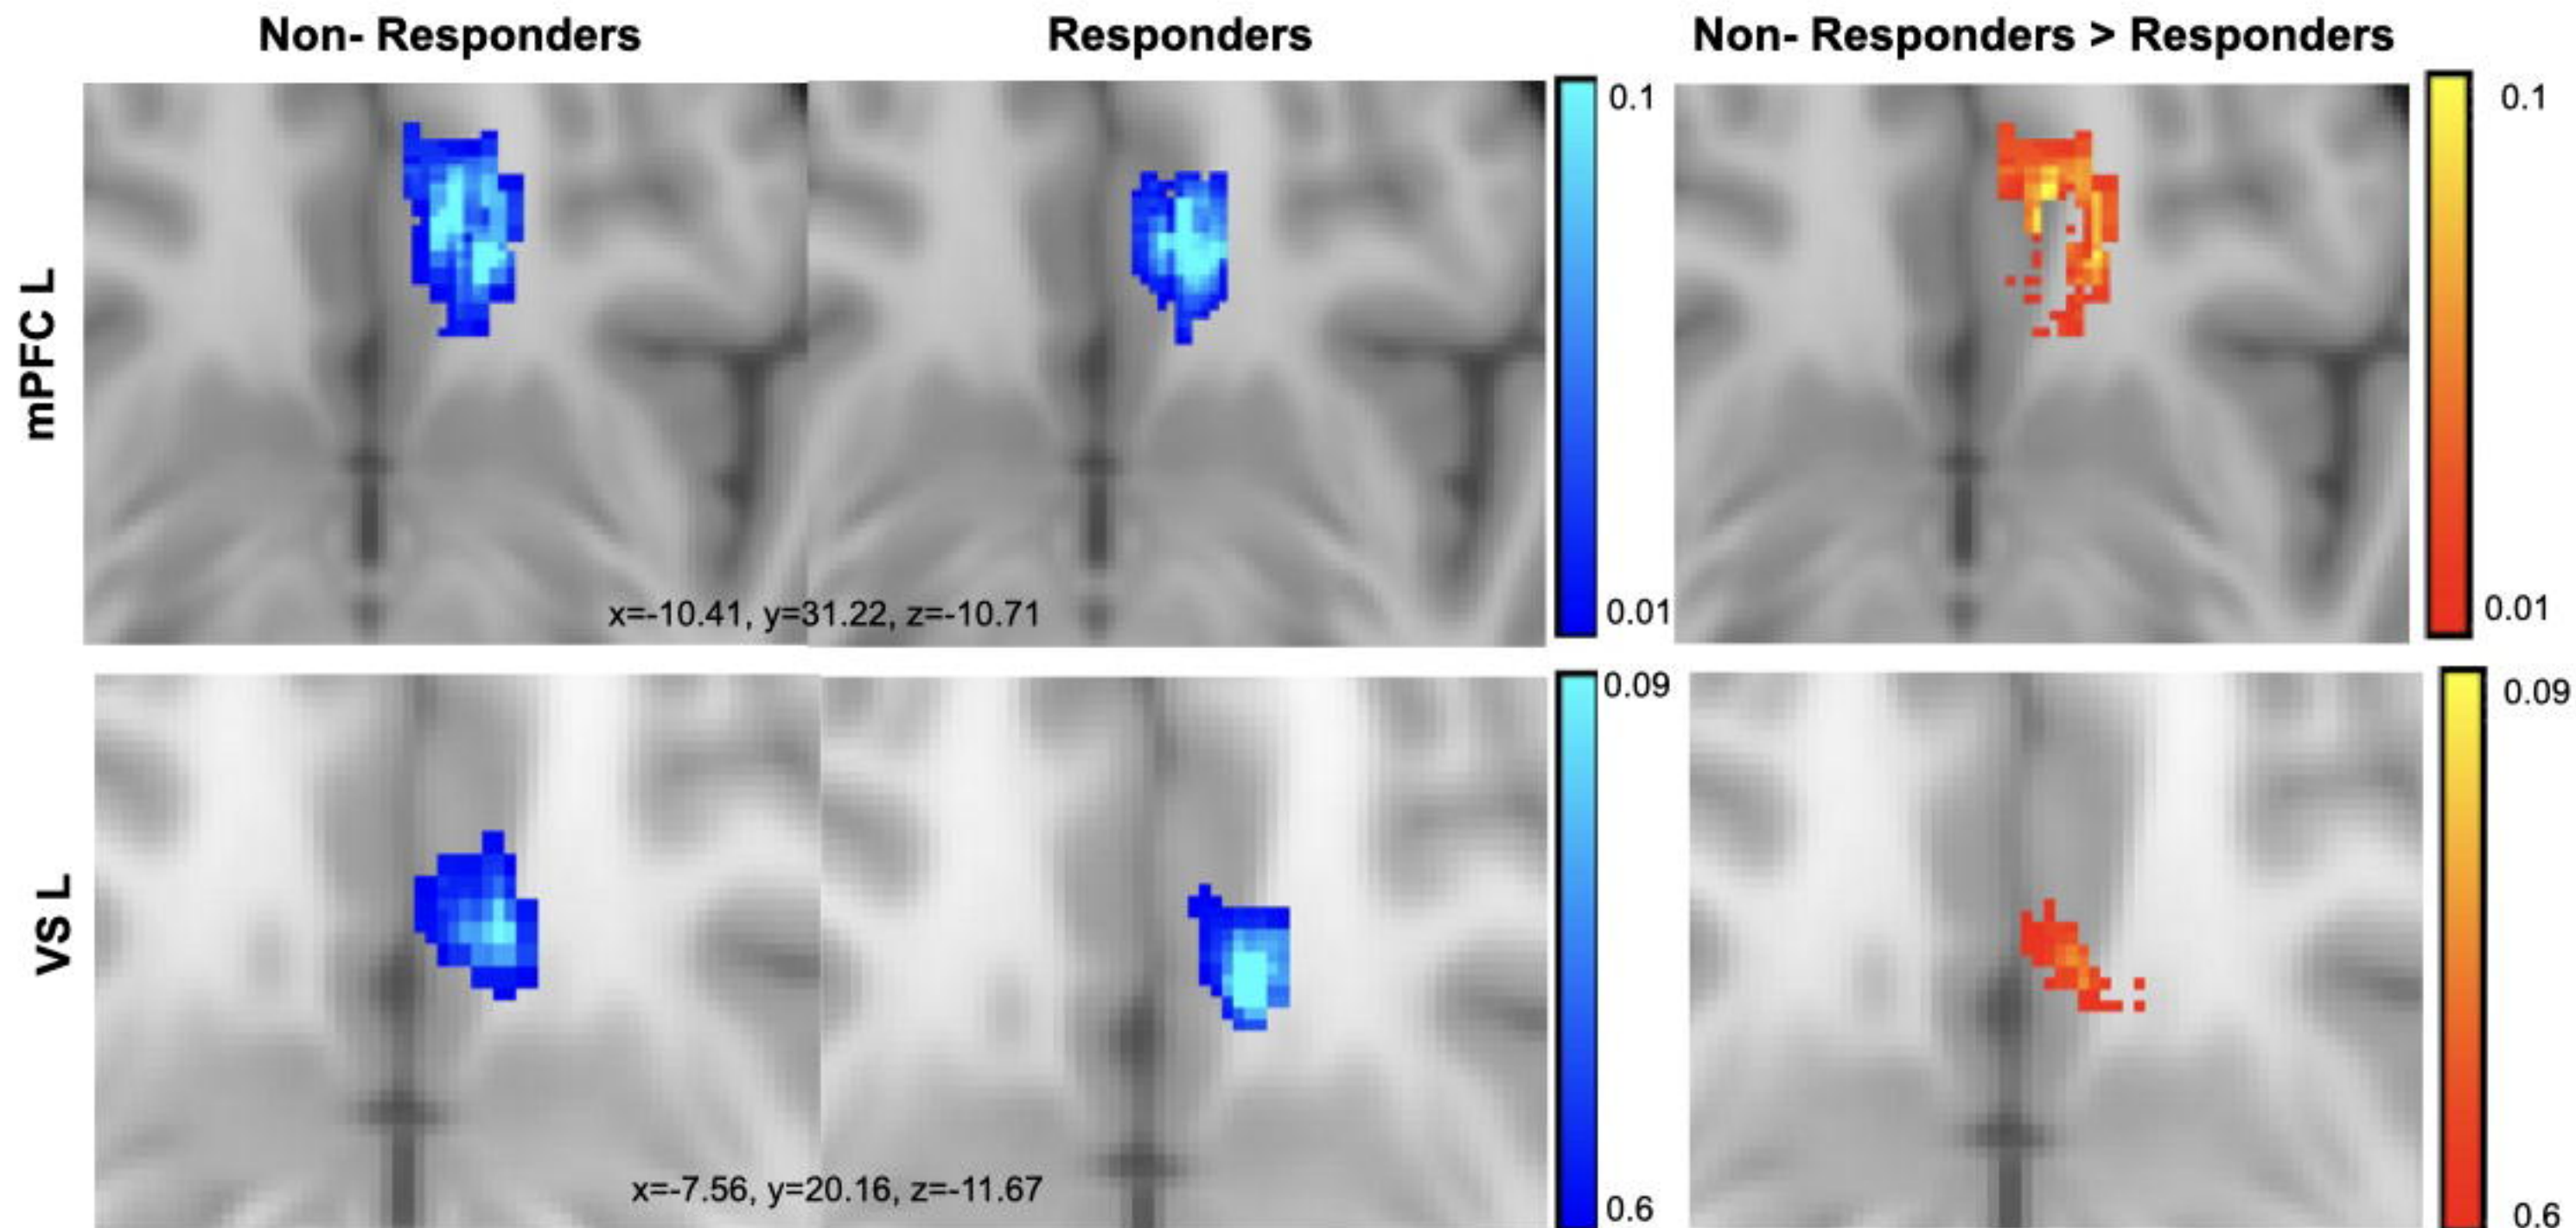 Non- Responders
Responders
Non- Responders > Responders
mPFC L
0.1
0.01
0.1
0.01
x=-10.41, y=31.22, z=-10.71
VS L
0.09
0.6
0.09
0.6
x=-7.56, y=20.16, z=-11.67